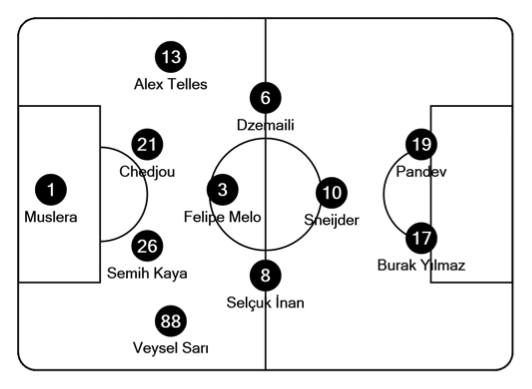 13
Alex Telles
6
Dzemaili
21
Chedjou
19
Pandev
1
Muslera
3
Felipe Melo
10
Sneijder
26
Semih Kaya
17
Burak Yılmaz
8
Selçuk İnan
88
Veysel Sarı